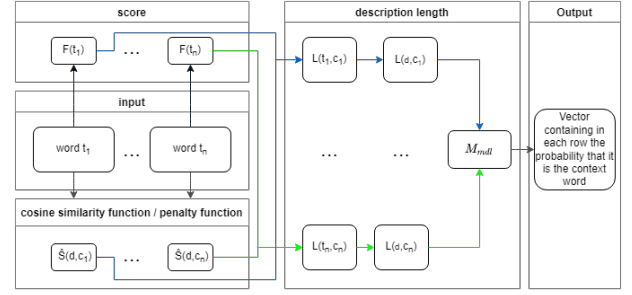 score
F(t₁)
...
F(tₙ)
input
word t₁
...
word tₙ
cosine similarity function / penalty function
Ŝ(d,c₁)
...
Ŝ(d,cₙ)
description length
L(t₁,c₁)
L(d,c₁)
...
...
M_mdl
L(tₙ,cₙ)
L(d,cₙ)
Output
Vector
containing in
each row the
probability that it
is the context
word